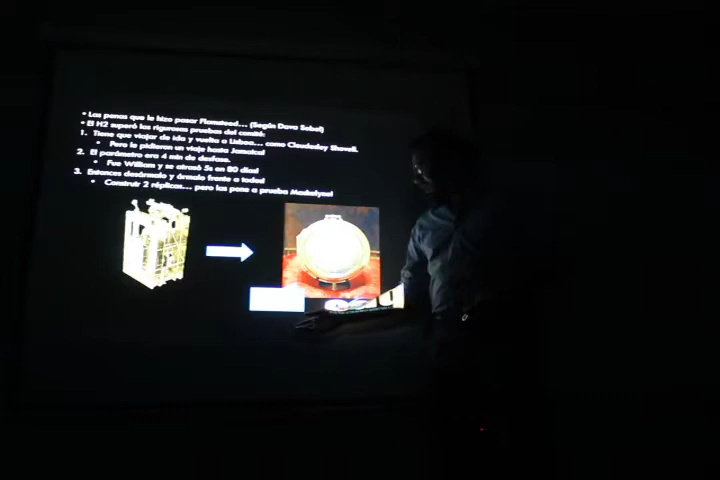 • Las penas que le hizo pasar Flamsteed... (Según Dava Sobel)
• El H2 superó las rigurosas pruebas del comité:
1. Tiene que viajar de ida y vuelta a Lisboa... como Cloudesley Shovell.
• Pero le pidieron un viaje hasta Jamaica!
2. El parámetro era 4 min de desfase.
• Fue William y se atrasó 5s en 80 días!
3. Entonces desármalo y ármalo frente a todos!
• Construir 2 réplicas... pero las pone a prueba Maskelyne!